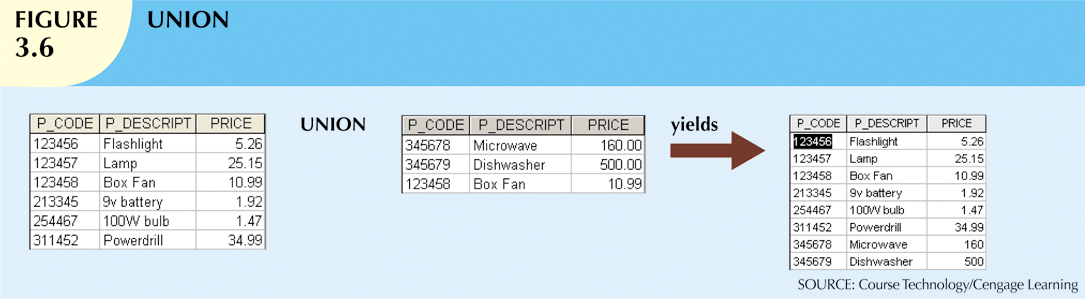 FIGURE
3.6
UNION
P_CODE P_DESCRIPT PRICE
123456 Flashlight 5.26
123457 Lamp 25.15
123458 Box Fan 10.99
213345 9v battery 1.92
254467 100W bulb 1.47
311452 Powerdrill 34.99
UNION
P_CODE P_DESCRIPT PRICE
345678 Microwave 160.00
345679 Dishwasher 500.00
123458 Box Fan 10.99
yields
P_CODE P_DESCRIPT PRICE
123456 Flashlight 5.26
123457 Lamp 25.15
123458 Box Fan 10.99
213345 9v battery 1.92
254467 100W bulb 1.47
311452 Powerdrill 34.99
345678 Microwave 160
345679 Dishwasher 500
SOURCE: Course Technology/Cengage Learning